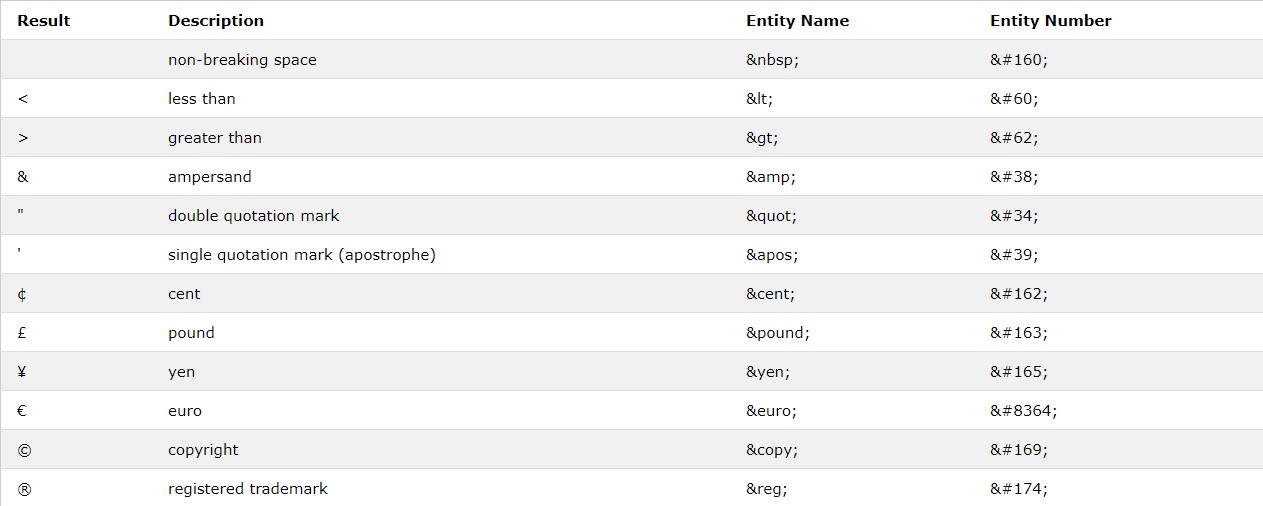 Result Description Entity Name Entity Number
non-breaking space &nbsp; &#160;
< less than &lt; &#60;
> greater than &gt; &#62;
& ampersand &amp; &#38;
" double quotation mark &quot; &#34;
' single quotation mark (apostrophe) &apos; &#39;
¢ cent &cent; &#162;
£ pound &pound; &#163;
¥ yen &yen; &#165;
€ euro &euro; &#8364;
© copyright &copy; &#169;
® registered trademark &reg; &#174;